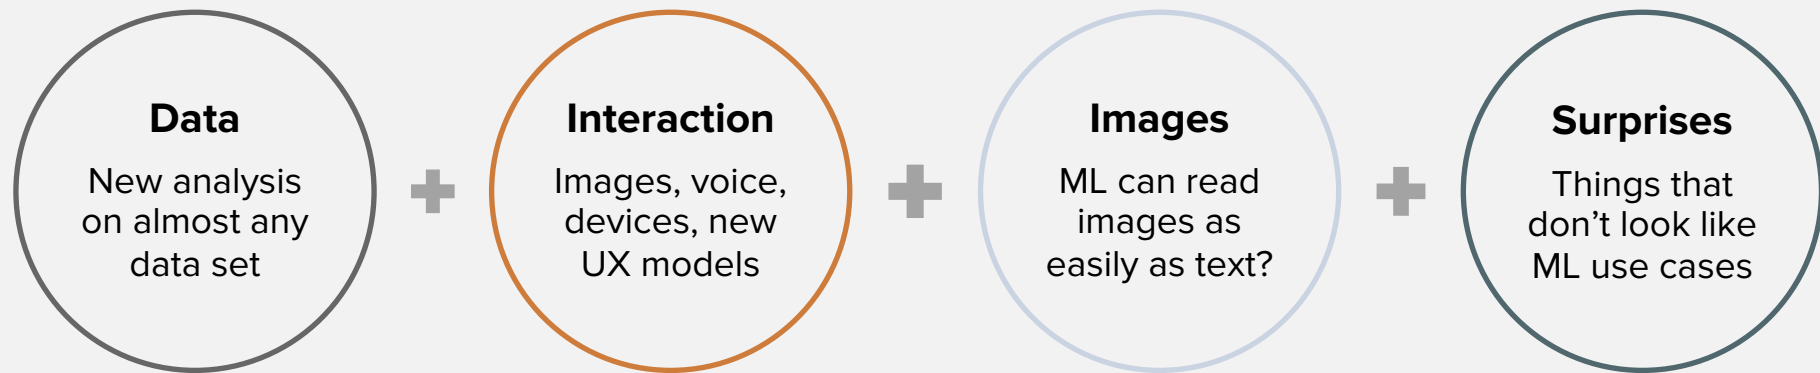 Data
New analysis
on almost any
data set
Interaction
Images, voice,
devices, new
UX models
Images
ML can read
images as
easily as text?
Surprises
Things that
don’t look like
ML use cases